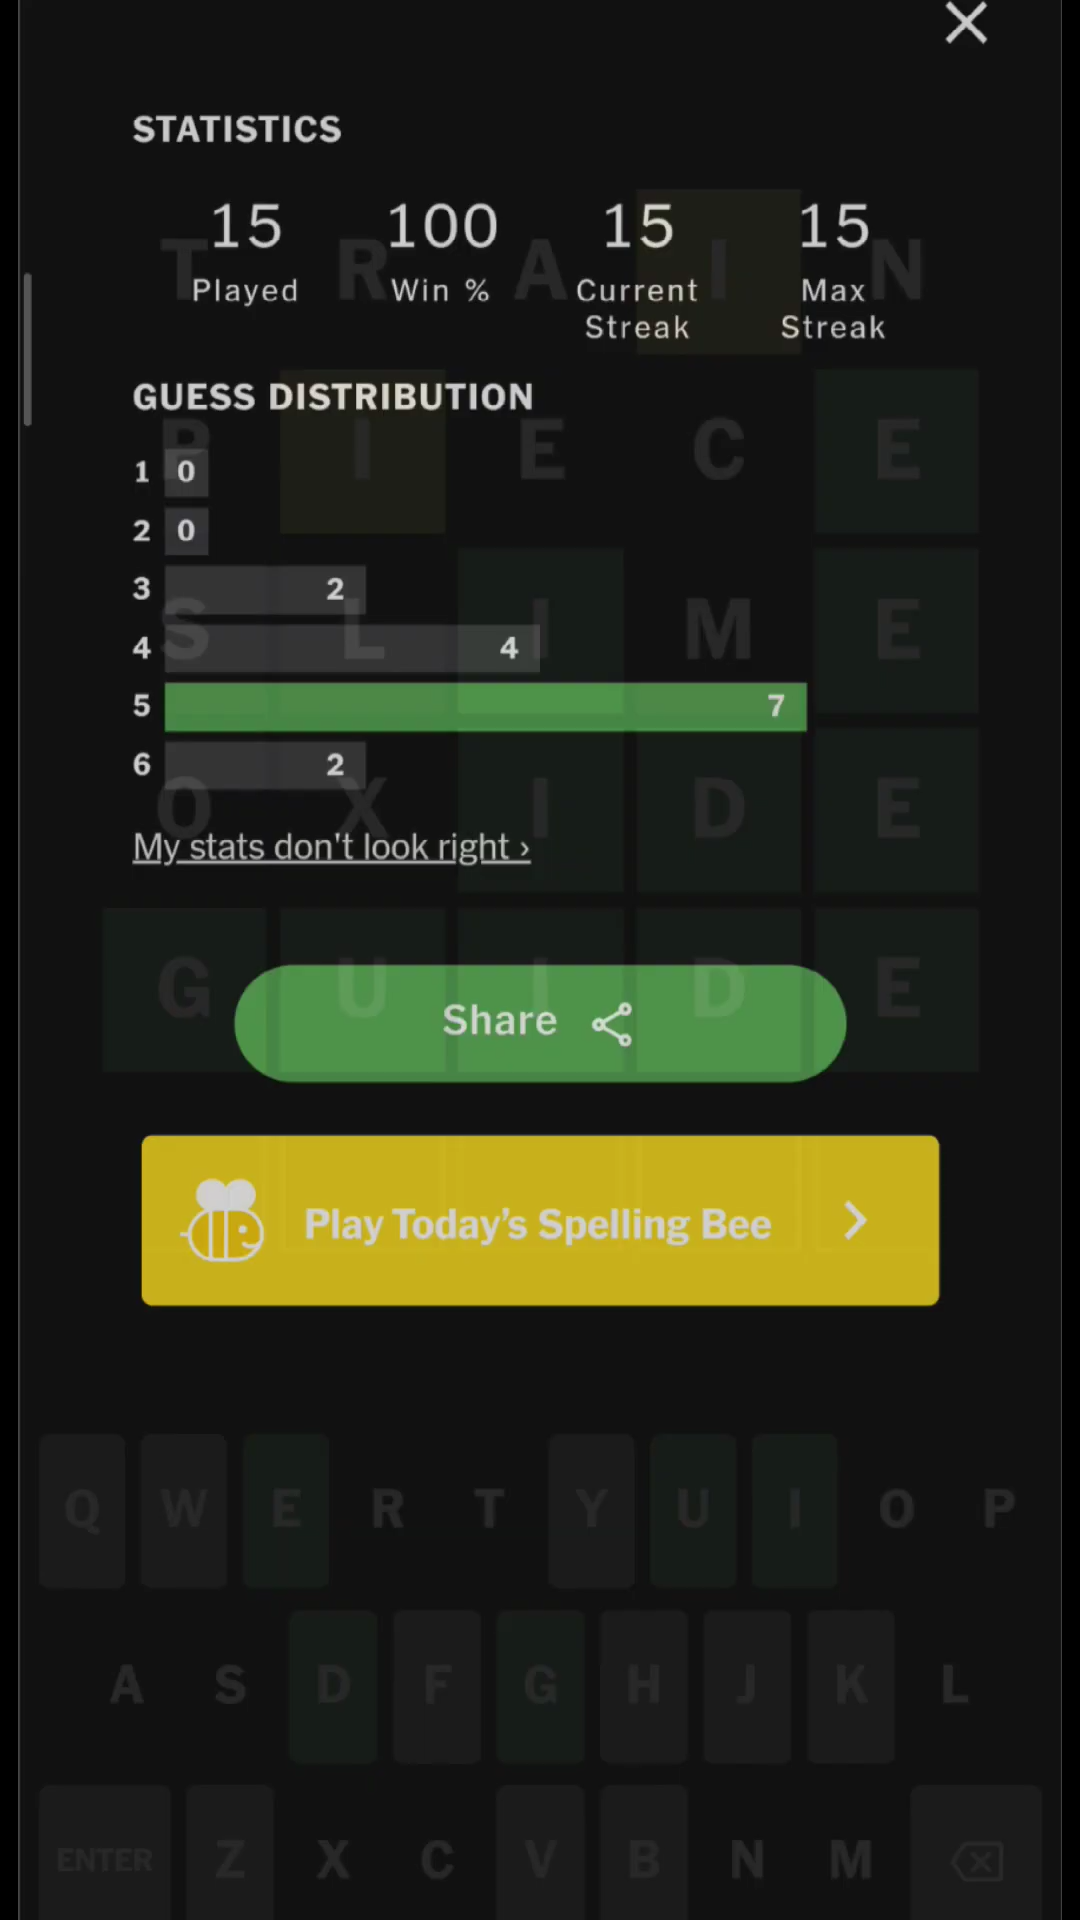 STATISTICS
15 100 15 15
Played Win % Current Streak Max Streak
T R A I N
GUESS DISTRIBUTION
P I E C E
1 0
2 0
3 2
S L I M E
4 4
5 7
6 2
O X I D E
My stats don't look right ›
G U I D E
Share
Play Today's Spelling Bee
Q W E R T Y U I O P
A S D F G H J K L
ENTER Z X C V B N M